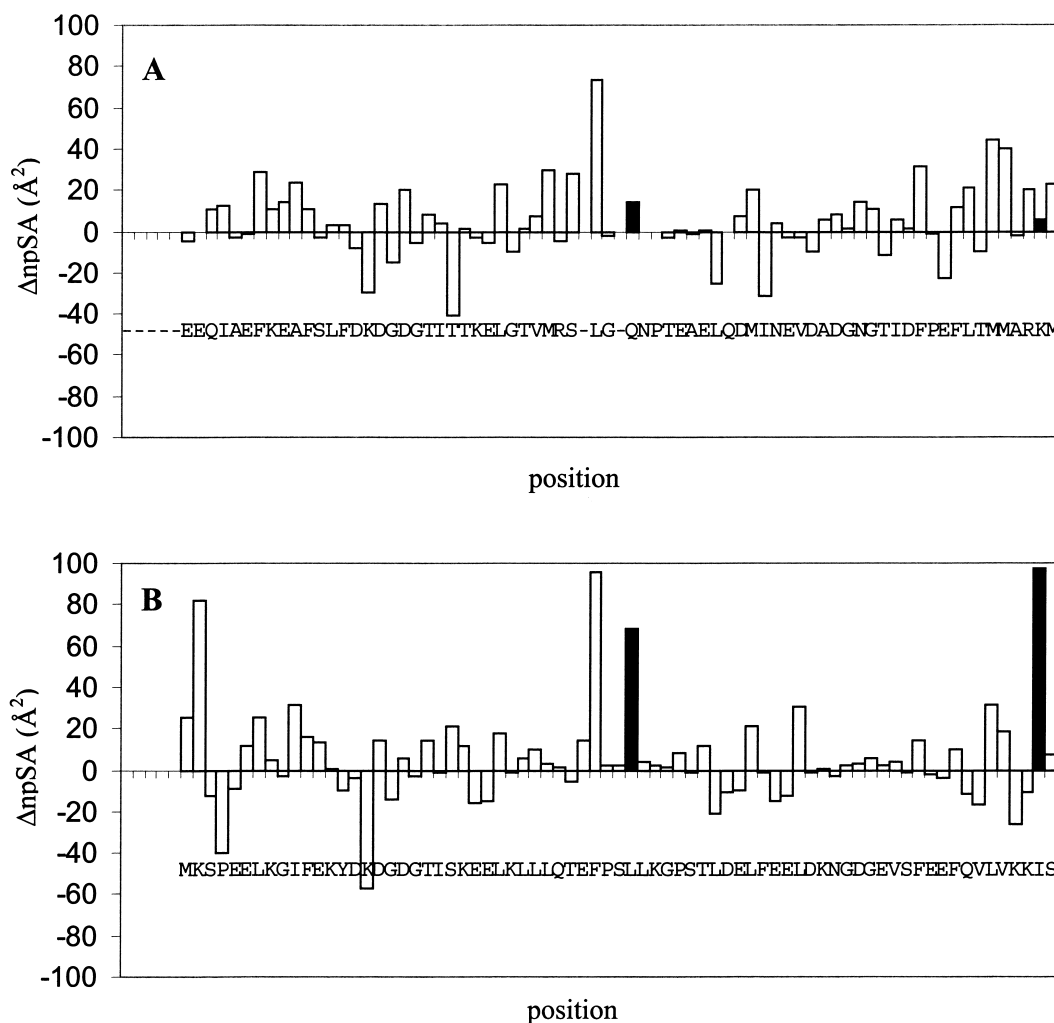 100
80
60
40
20
0
-20
-40
-60
-80
-100
ΔnpSA (Å²)
A
-----EEQIAEFKEAFSLFDKDGDGTITTKELGTVMRS-LG-QNPTEAELQDMINEVDADGNGTIDFPEFLTMMARKM
position
100
80
60
40
20
0
-20
-40
-60
-80
-100
ΔnpSA (Å²)
B
MKSPEELKGIFEKYDKDGDGTISKEELKLLLQTEFPSLLKGPSTLDELFEELDKNGDGEVSFEEFQVLVKKIS
position